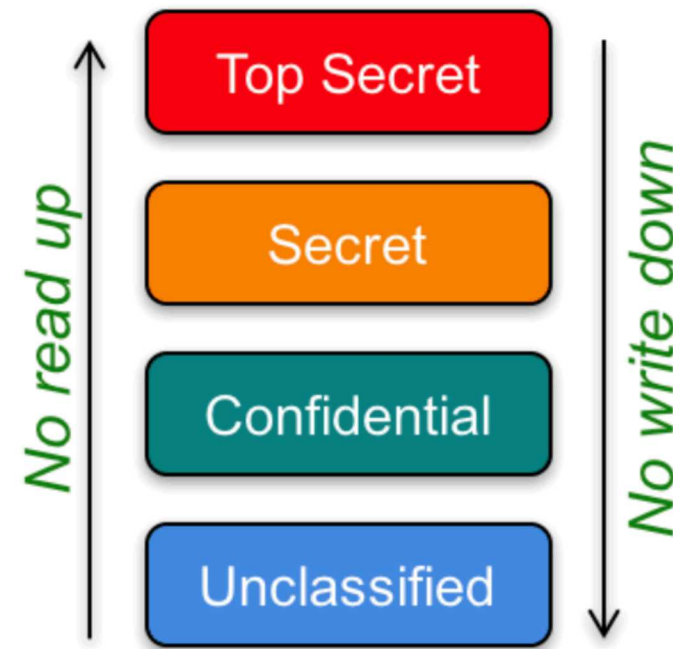 Top Secret
Secret
Confidential
Unclassified
No read up
No write down